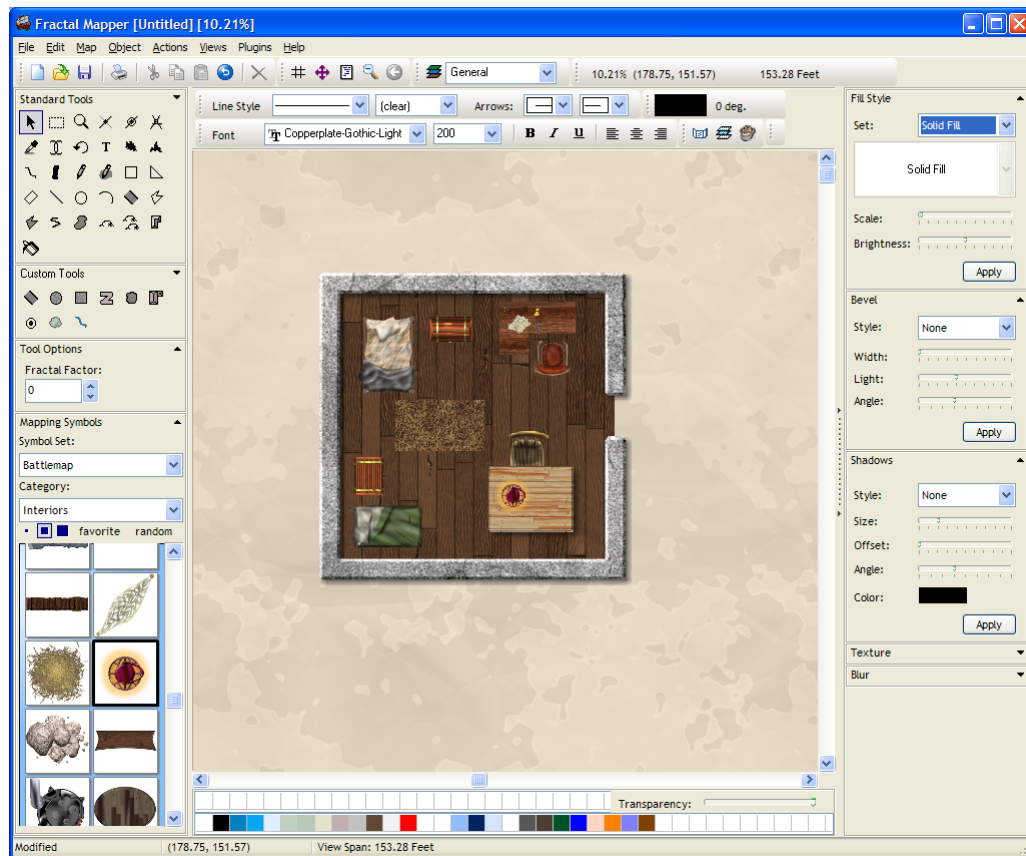 Fractal Mapper [Untitled] [10.21%]
File Edit Map Object Actions Views Plugins Help
General
10.21% (178.75, 151.57) 153.28 Feet
Standard Tools
Line Style (clear) Arrows: 0 deg.
Font Copperplate-Gothic-Light 200 B I U
Fill Style
Set: Solid Fill
Solid Fill
Scale:
Brightness:
Apply
Custom Tools
Tool Options
Fractal Factor:
0
Mapping Symbols
Symbol Set:
Battlemap
Category:
Interiors
favorite random
Bevel
Style: None
Width:
Light:
Angle:
Apply
Shadows
Style: None
Size:
Offset:
Angle:
Color:
Apply
Texture
Blur
Transparency:
Modified (178.75, 151.57) View Span: 153.28 Feet